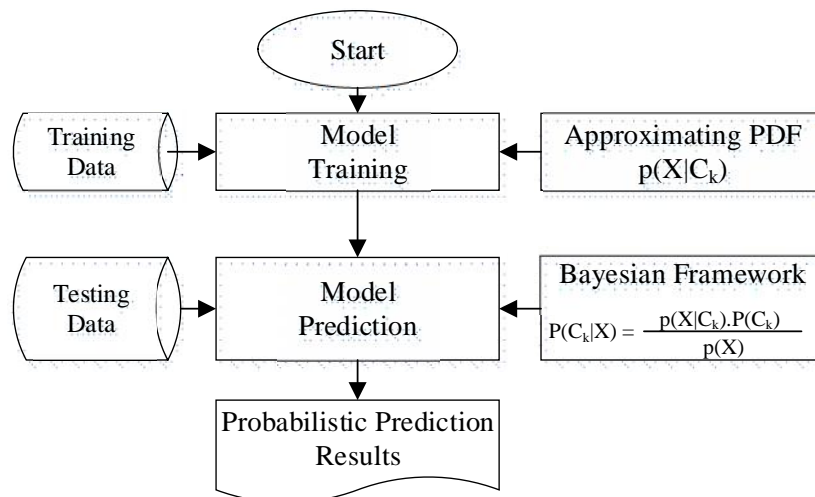 Start
Training
Data
Model
Training
Approximating PDF
p(X|Cₖ)
Testing
Data
Model
Prediction
Bayesian Framework
P(Cₖ|X) = p(X|Cₖ).P(Cₖ)
p(X)
Probabilistic Prediction
Results